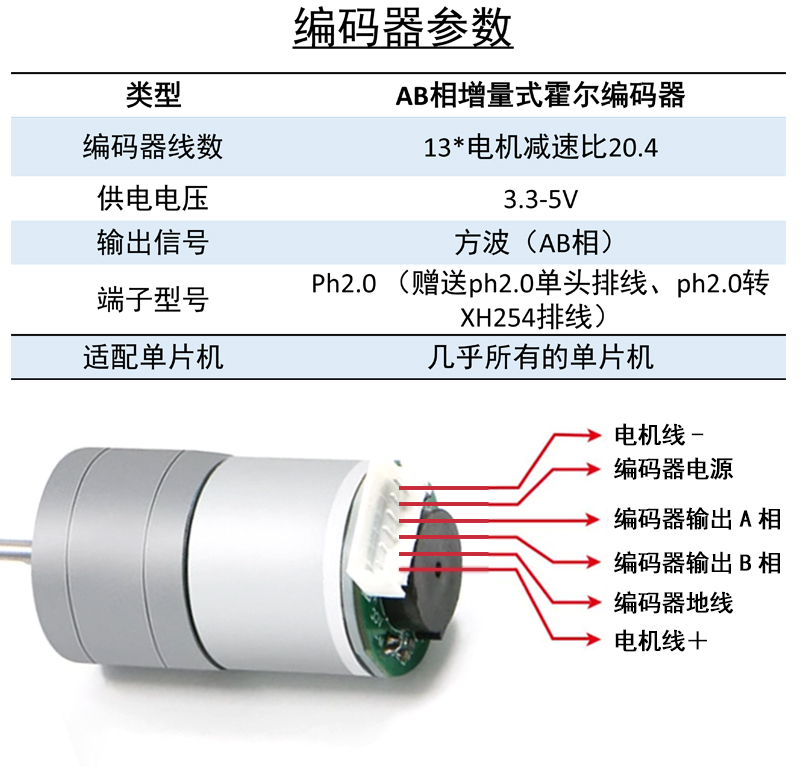 编码器参数
类型 AB相增量式霍尔编码器
编码器线数 13*电机减速比20.4
供电电压 3.3-5V
输出信号 方波（AB相）
端子型号 Ph2.0 （赠送ph2.0单头排线、ph2.0转
XH254排线）
适配单片机 几乎所有的单片机
电机线－
编码器电源
编码器输出 A 相
编码器输出 B 相
编码器地线
电机线＋